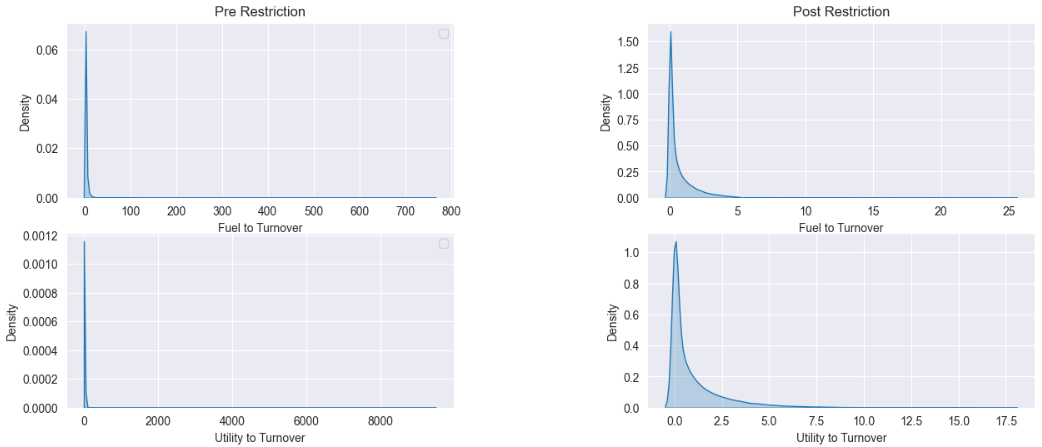 Pre Restriction
0.06
0.04
0.02
0.00
Density
0 100 200 300 400 500 600 700 800
Fuel to Turnover
Post Restriction
1.50
1.25
1.00
0.75
0.50
0.25
0.00
Density
0 5 10 15 20 25
Fuel to Turnover
0.0012
0.0010
0.0008
0.0006
0.0004
0.0002
0.0000
Density
0 2000 4000 6000 8000
Utility to Turnover
1.0
0.8
0.6
0.4
0.2
0.0
Density
0.0 2.5 5.0 7.5 10.0 12.5 15.0 17.5
Utility to Turnover